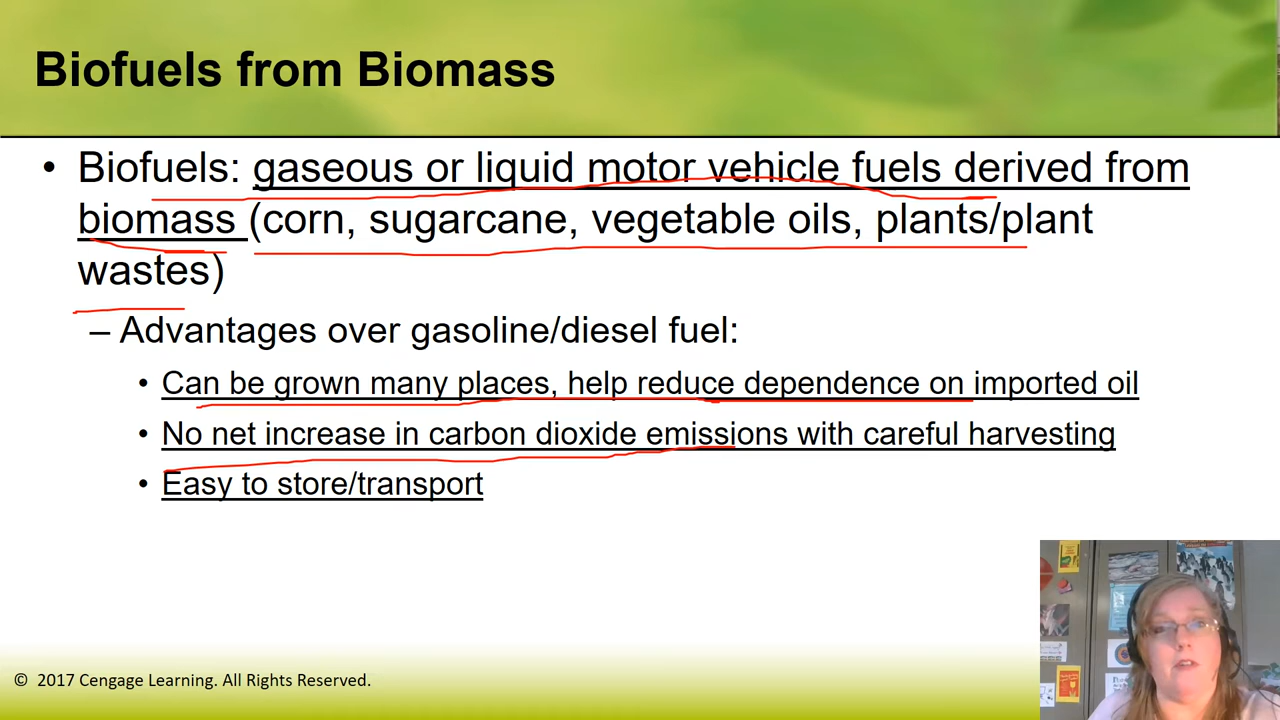 Biofuels from Biomass
• Biofuels: gaseous or liquid motor vehicle fuels derived from
biomass (corn, sugarcane, vegetable oils, plants/plant
wastes)
– Advantages over gasoline/diesel fuel:
• Can be grown many places, help reduce dependence on imported oil
• No net increase in carbon dioxide emissions with careful harvesting
• Easy to store/transport
© 2017 Cengage Learning. All Rights Reserved.